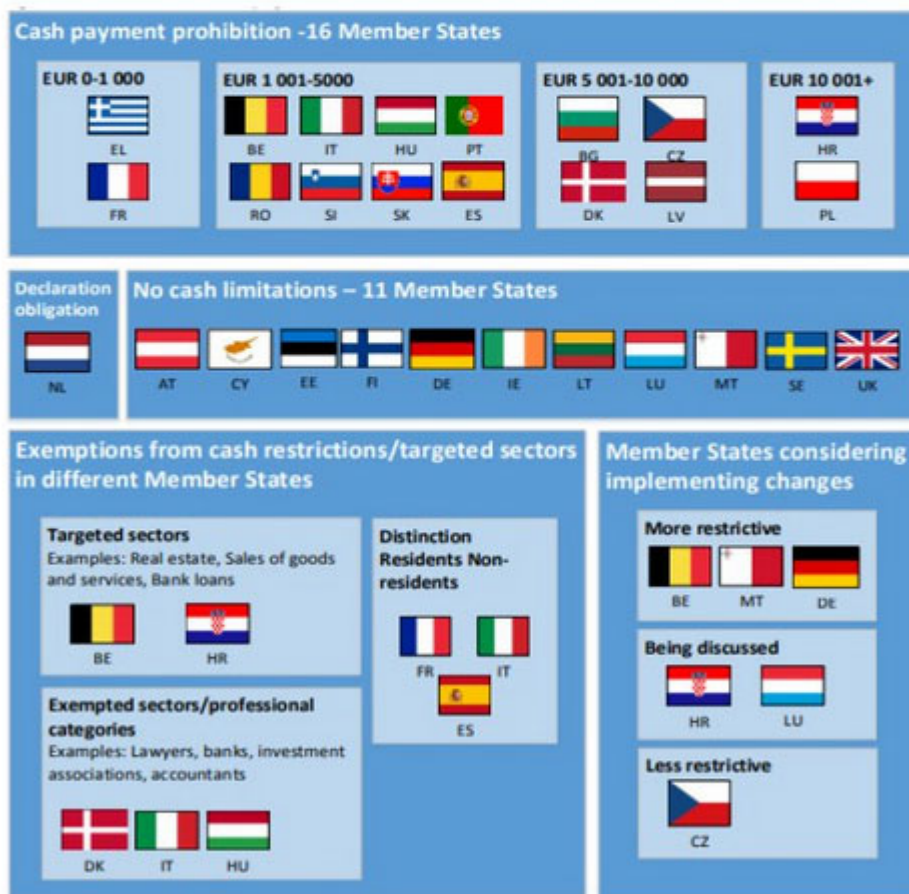 Cash payment prohibition -16 Member States
EUR 0-1 000
EL
FR
EUR 1 001-5000
BE IT HU PT
RO SI SK ES
EUR 5 001-10 000
BG CZ
DK LV
EUR 10 001+
HR
PL
Declaration
obligation
NL
No cash limitations – 11 Member States
AT CY EE FI DE IE LT LU MT SE UK
Exemptions from cash restrictions/targeted sectors
in different Member States
Targeted sectors
Examples: Real estate, Sales of goods
and services, Bank loans
BE HR
Exempted sectors/professional
categories
Examples: Lawyers, banks, investment
associations, accountants
DK IT HU
Distinction
Residents Non-
residents
FR IT
ES
Member States considering
implementing changes
More restrictive
BE MT DE
Being discussed
HR LU
Less restrictive
CZ